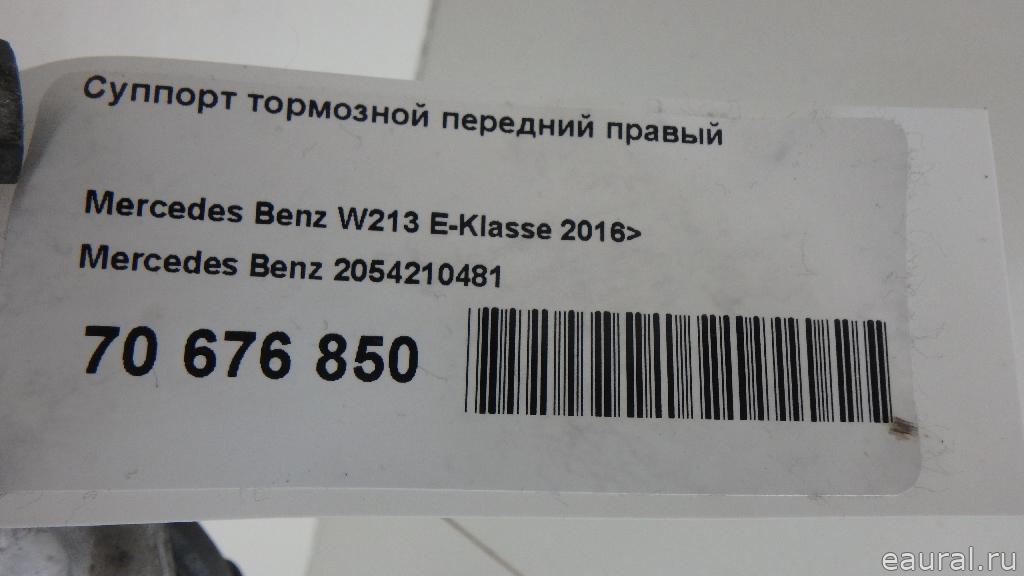 Суппорт тормозной передний правый
Mercedes Benz W213 E-Klasse 2016>
Mercedes Benz 2054210481
70 676 850
eaural.ru